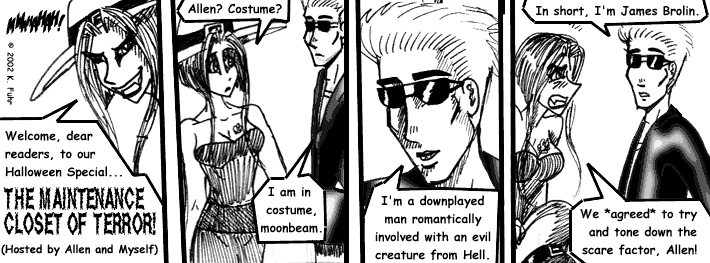 WWWWHH!
© 2002 K. Fuhr
Welcome, dear
readers, to our
Halloween Special...
THE MAINTENANCE
CLOSET OF TERROR!
(Hosted by Allen and Myself)
Allen? Costume?
I am in
costume,
moonbeam.
I'm a downplayed
man romantically
involved with an evil
creature from Hell.
In short, I'm James Brolin.
We *agreed* to try
and tone down the
scare factor, Allen!